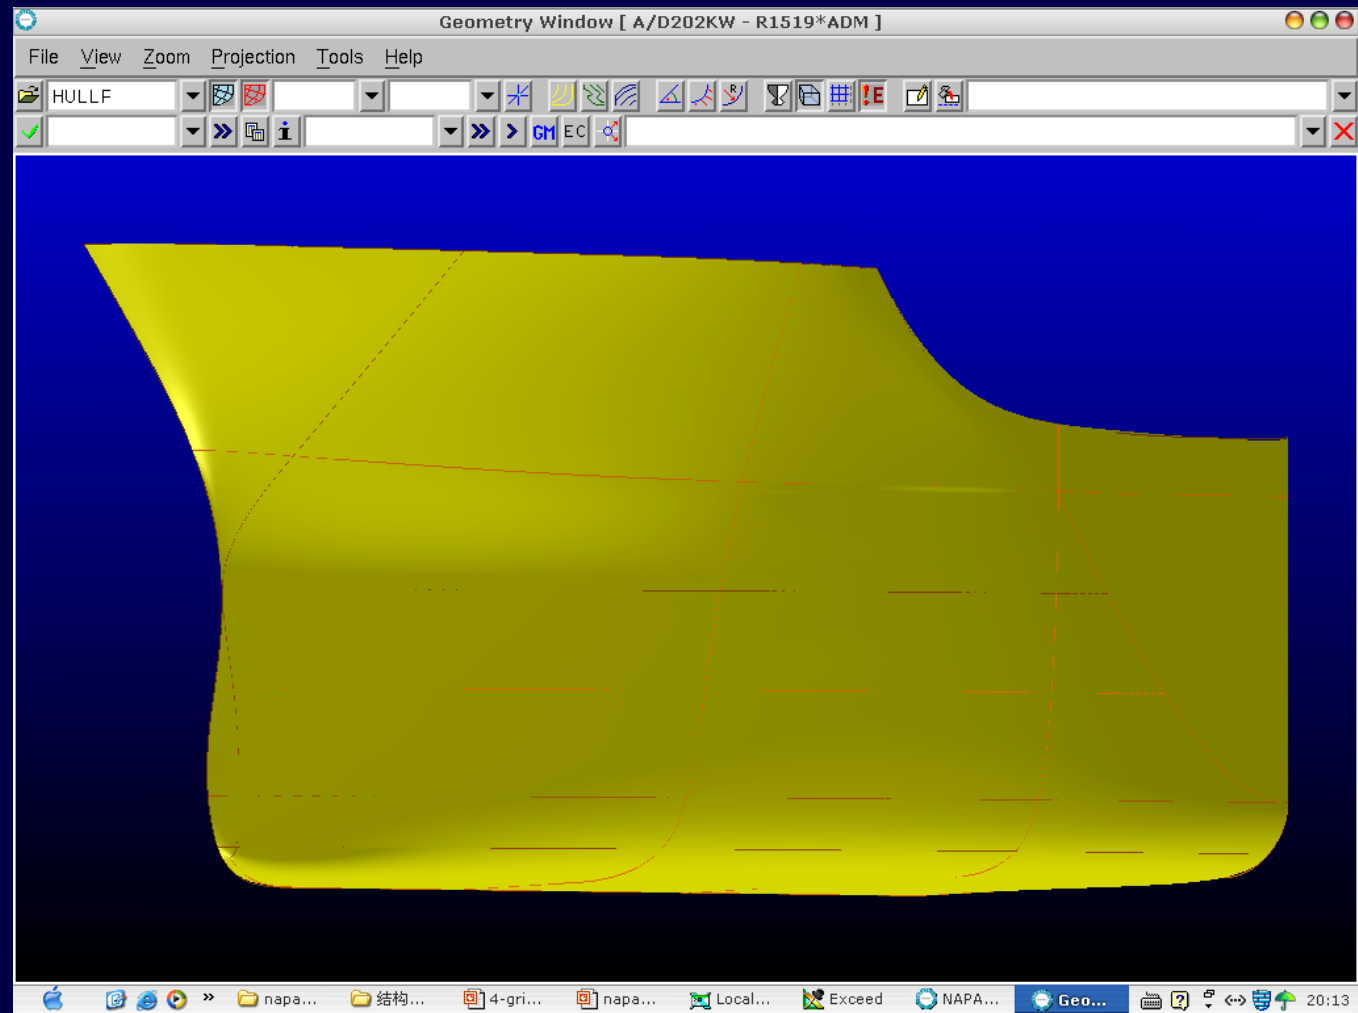 Geometry Window [ A/D202KW - R1519*ADM ]
File View Zoom Projection Tools Help
HULLF R !E
i GM EC
» napa... 结构... 4-gri... napa... Local... Exceed NAPA... Geo... 20:13